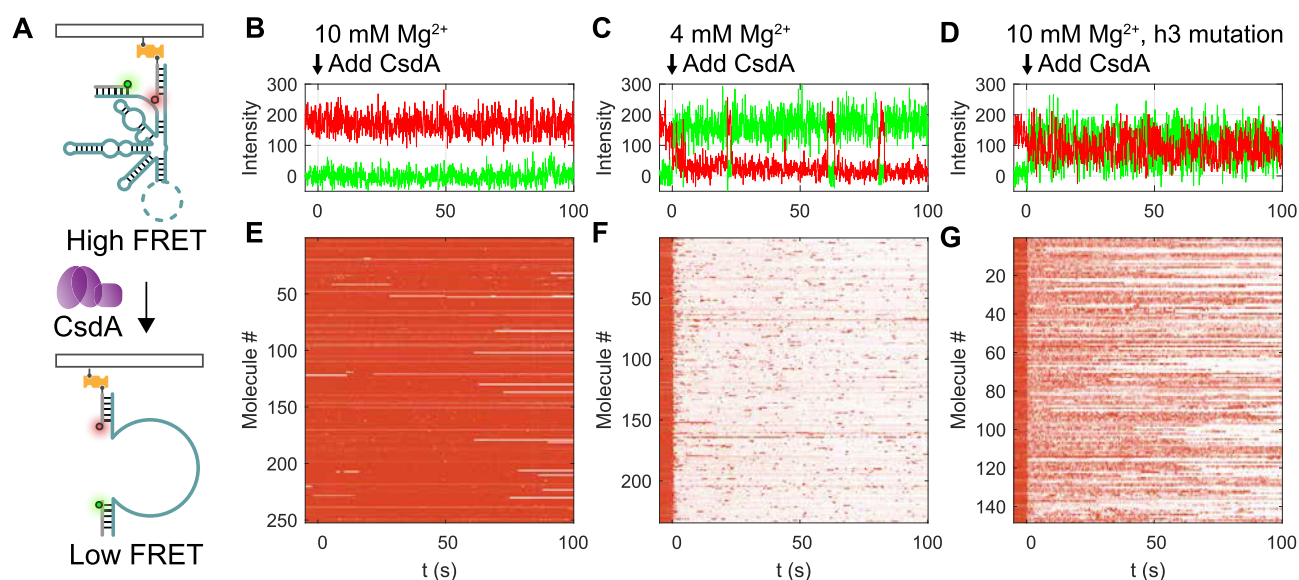 A
High FRET
CsdA
Low FRET
B
10 mM Mg²⁺
Add CsdA
300
200
100
0
Intensity
0
50
100
C
4 mM Mg²⁺
Add CsdA
300
200
100
0
Intensity
0
50
100
D
10 mM Mg²⁺, h3 mutation
Add CsdA
300
200
100
0
Intensity
0
50
100
E
50
100
150
200
250
Molecule #
0
50
100
t (s)
F
50
100
150
200
Molecule #
0
50
100
t (s)
G
20
40
60
80
100
120
140
Molecule #
0
50
100
t (s)